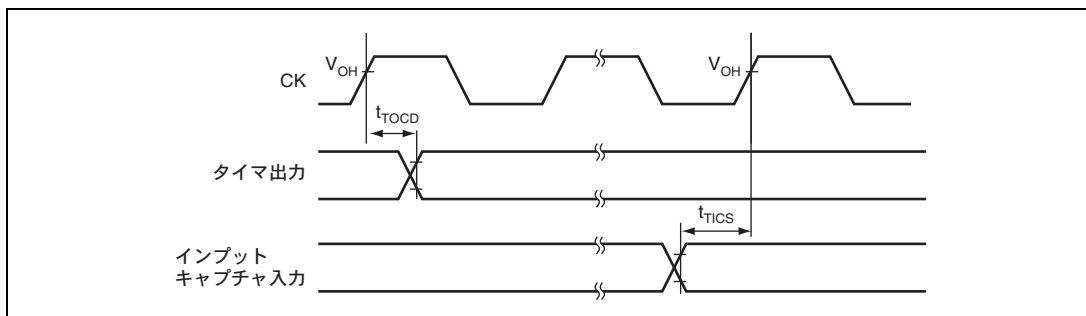 CK
V_OH
V_OH
t_TOCD
タイマ出力
t_TICS
インプット
キャプチャ入力